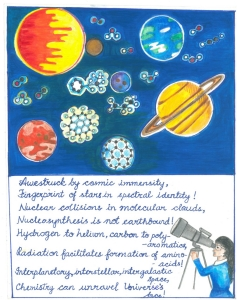 Awestruck by cosmic immensity,
Fingerprint of stars in spectral identity!
Nuclear collisions in molecular clouds,
Nucleosynthesis is not earthbound!
Hydrogen to helium, carbon to poly-
-aromatics,
Radiation facilitates formation of amino-
-acids!
Interplanetary, interstellar, intergalactic
space,
Chemistry can unravel Universe's
face!